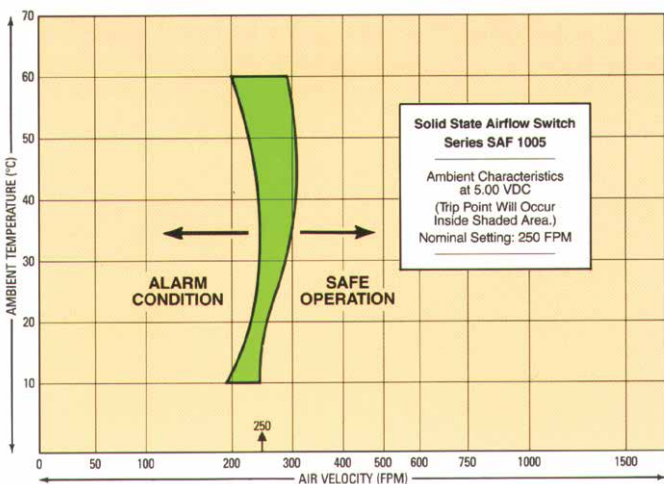 70
60
50
40
30
20
10
AMBIENT TEMPERATURE (°C)
Solid State Airflow Switch
Series SAF 1005
Ambient Characteristics
at 5.00 VDC
(Trip Point Will Occur
Inside Shaded Area.)
Nominal Setting: 250 FPM
ALARM
CONDITION
SAFE
OPERATION
250
0 50 100 200 300 400 500 600 750 1000 1500
AIR VELOCITY (FPM)